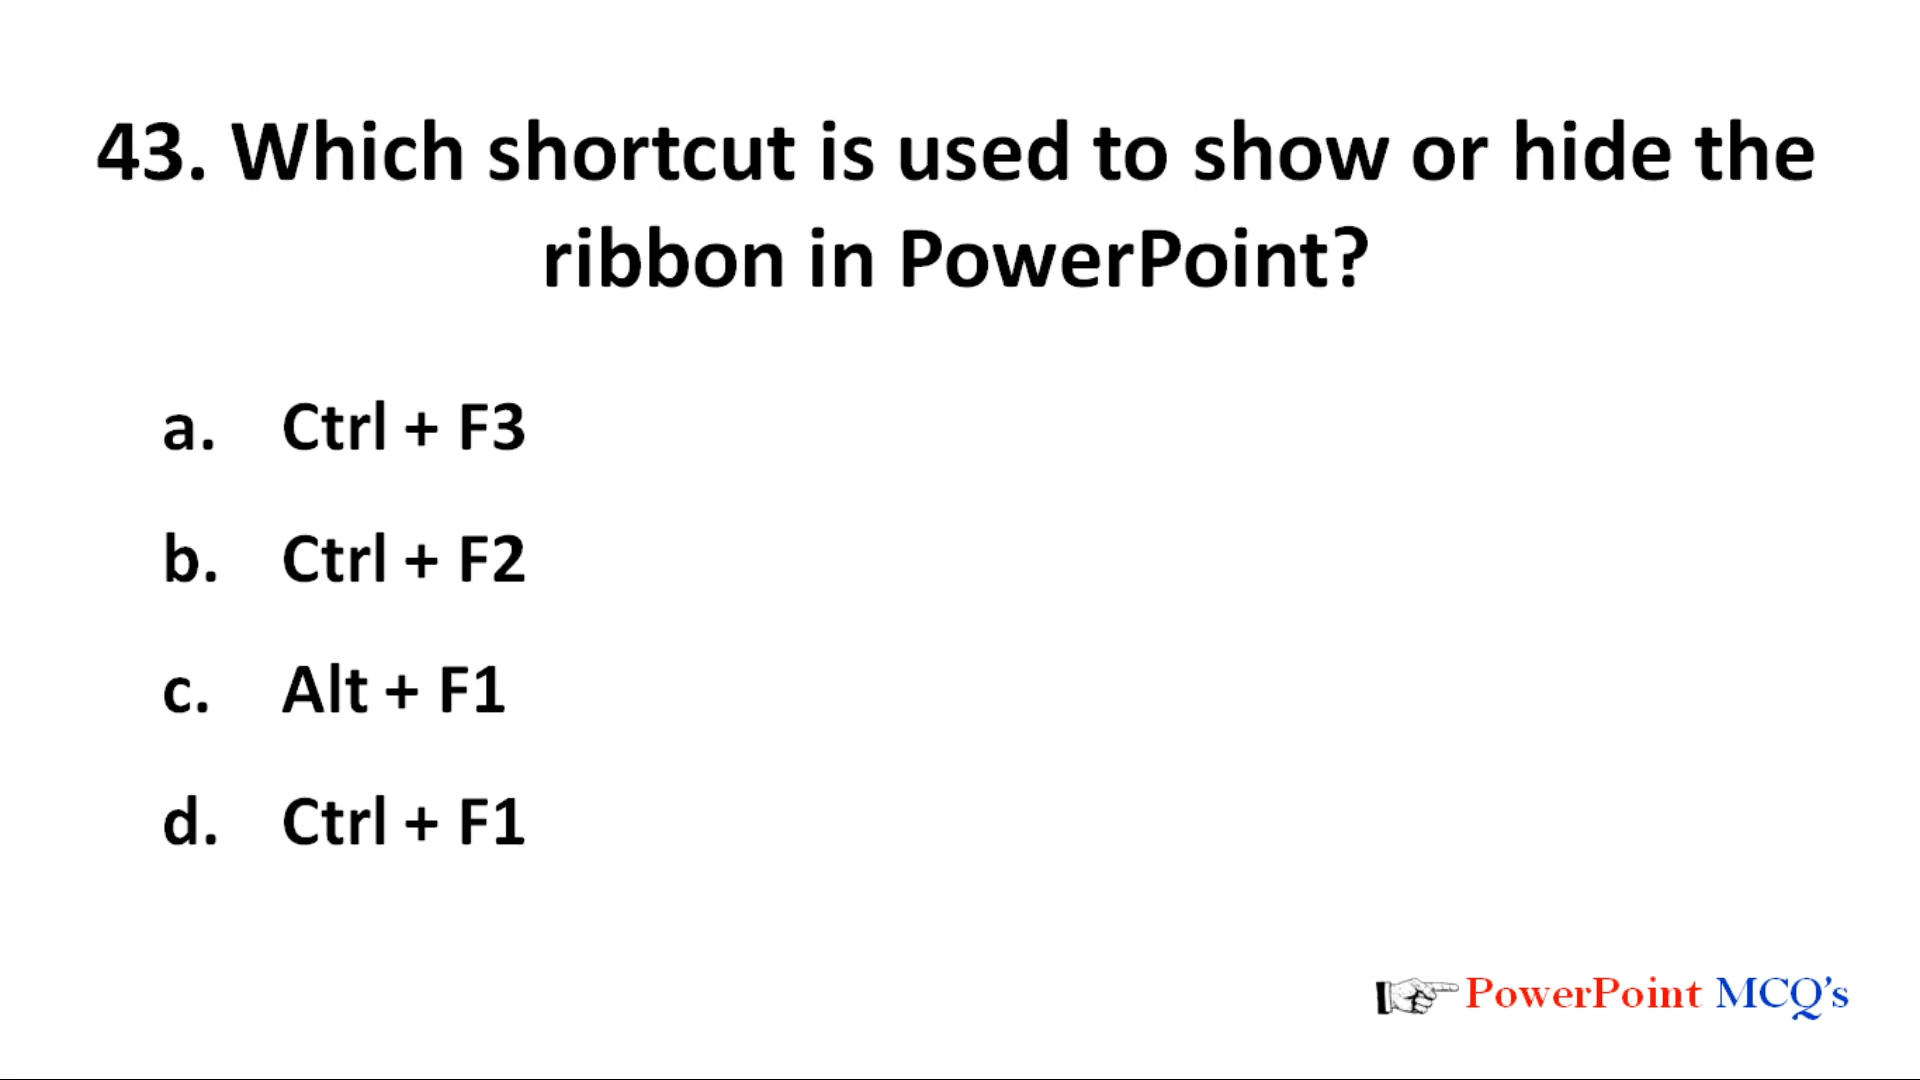 43. Which shortcut is used to show or hide the
ribbon in PowerPoint?
a. Ctrl + F3
b. Ctrl + F2
c. Alt + F1
d. Ctrl + F1
PowerPoint MCQ's